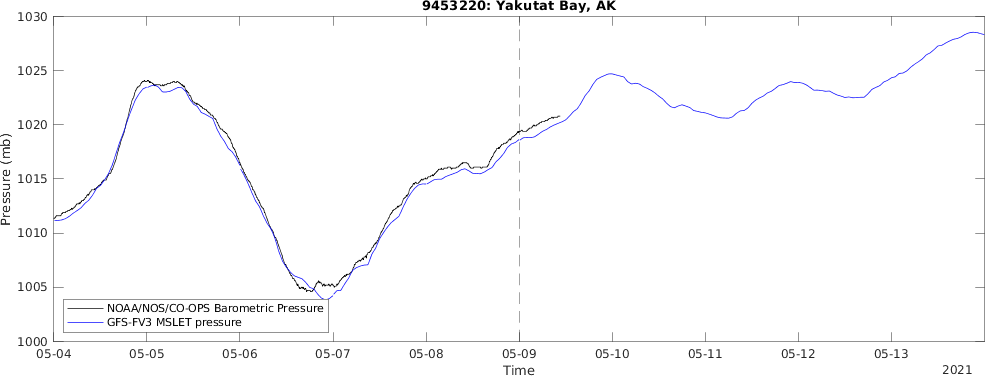 9453220: Yakutat Bay, AK
Pressure (mb)
1030
1025
1020
1015
1010
1005
1000
NOAA/NOS/CO-OPS Barometric Pressure
GFS-FV3 MSLET pressure
05-04 05-05 05-06 05-07 05-08 05-09 05-10 05-11 05-12 05-13
Time
2021